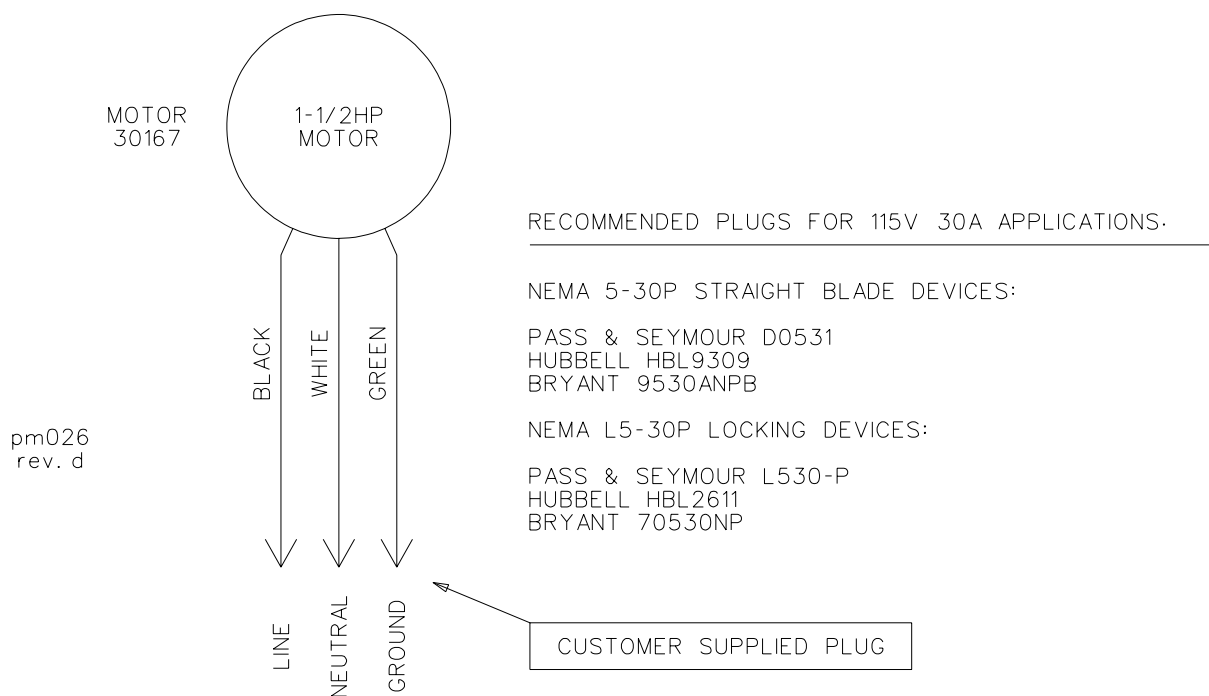 MOTOR
30167
1-1/2HP
MOTOR
RECOMMENDED PLUGS FOR 115V 30A APPLICATIONS.
NEMA 5-30P STRAIGHT BLADE DEVICES:
PASS & SEYMOUR D0531
HUBBELL HBL9309
BRYANT 9530ANPB
NEMA L5-30P LOCKING DEVICES:
PASS & SEYMOUR L530-P
HUBBELL HBL2611
BRYANT 70530NP
BLACK
WHITE
GREEN
pm026
rev. d
LINE
NEUTRAL
GROUND
CUSTOMER SUPPLIED PLUG